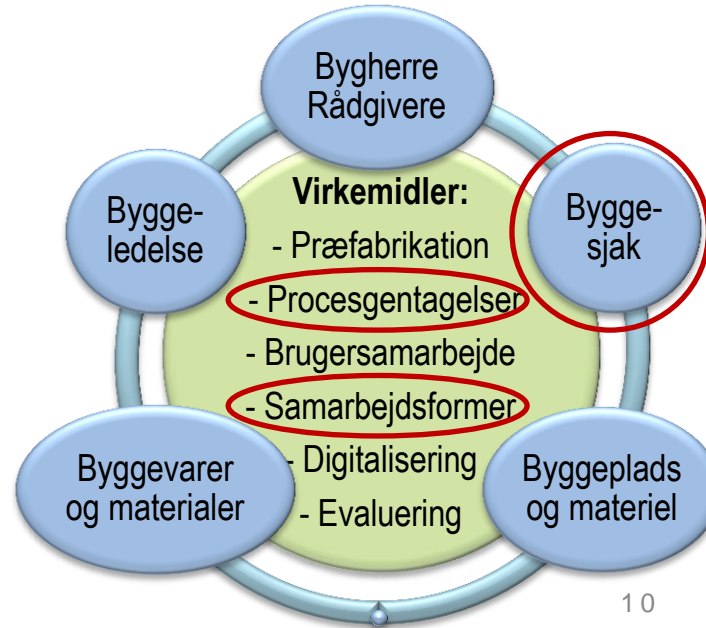 Bygherre
Rådgivere
Bygge-
ledelse
Bygge-
sjak
Virkemidler:
- Præfabrikation
- Procesgentagelser
- Brugersamarbejde
- Samarbejdsformer
- Digitalisering
- Evaluering
Byggevarer
og materialer
Byggeplads
og materiel
10